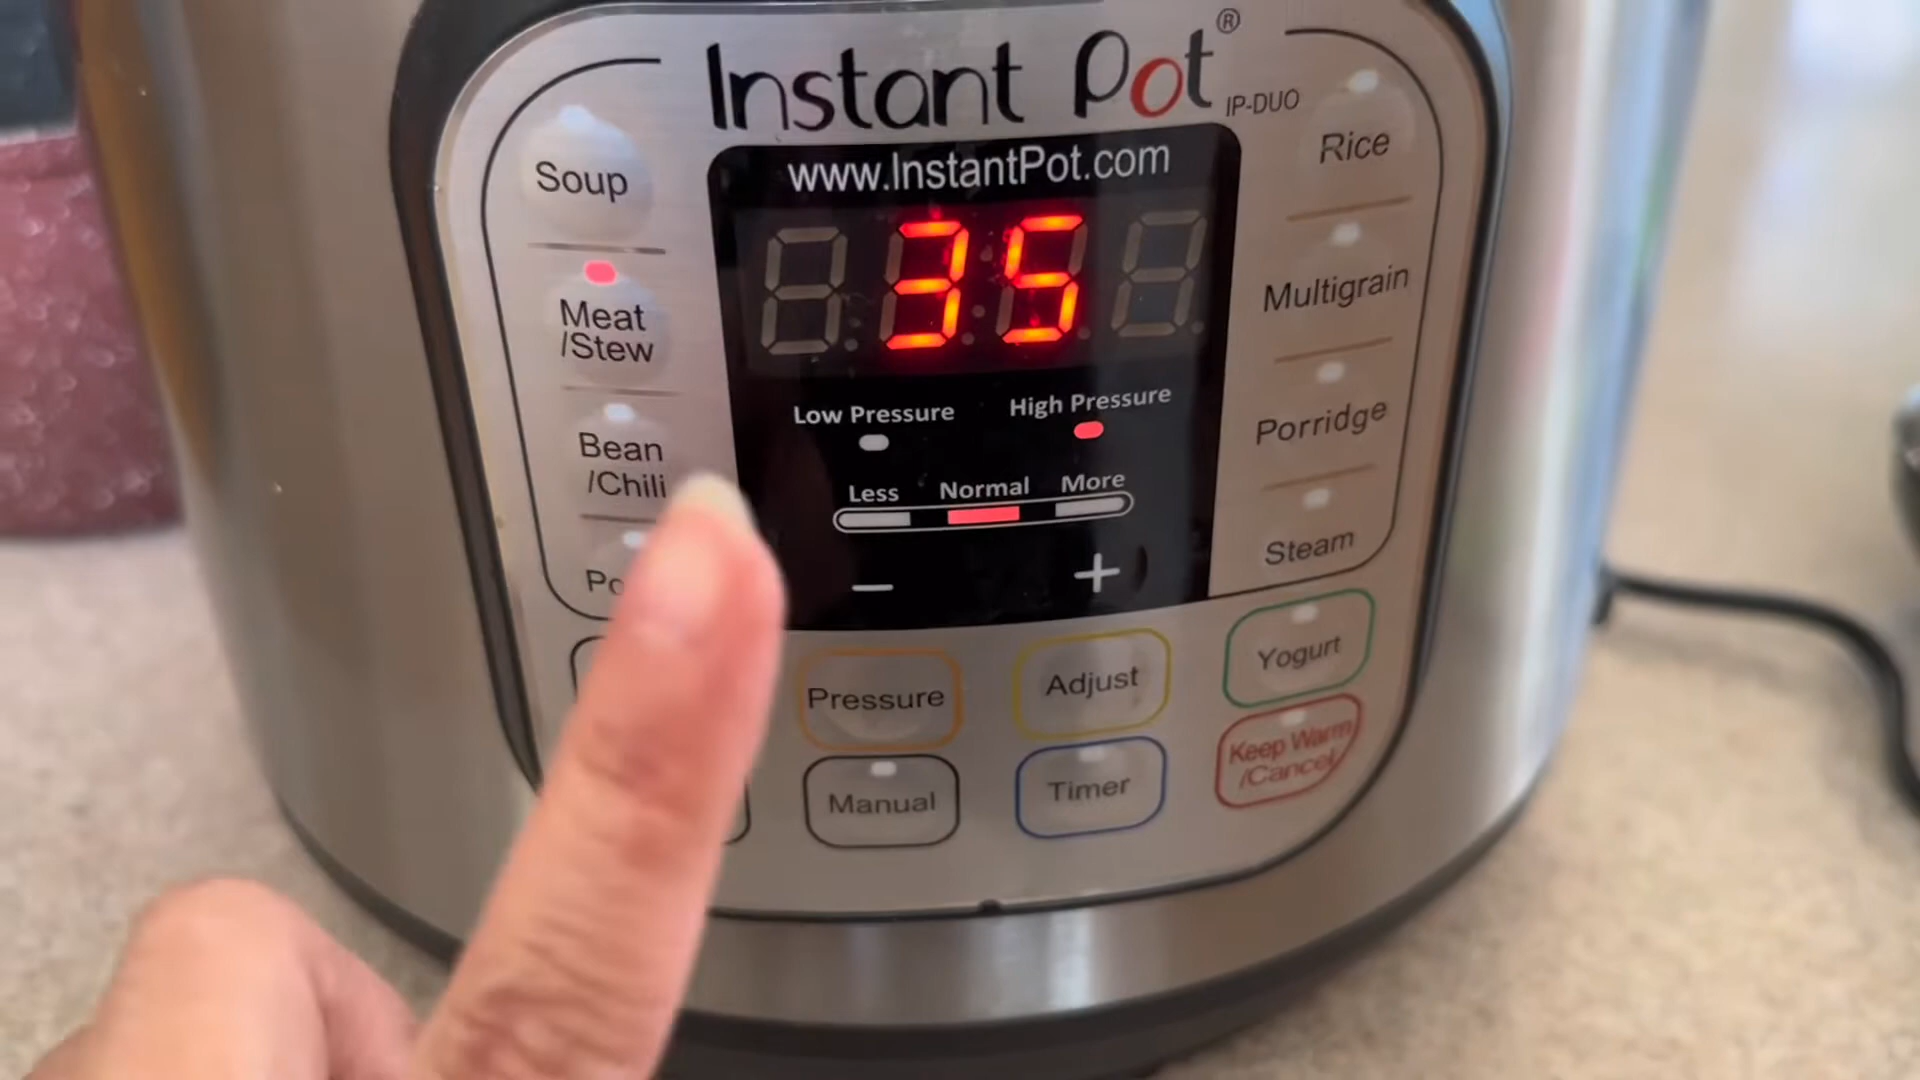 Instant Pot®
IP-DUO
www.InstantPot.com
35
Low Pressure
High Pressure
Less
Normal
More
−
+
Soup
Meat
/Stew
Bean
/Chili
Rice
Multigrain
Porridge
Steam
Pressure
Adjust
Yogurt
Manual
Timer
Keep Warm
/Cancel